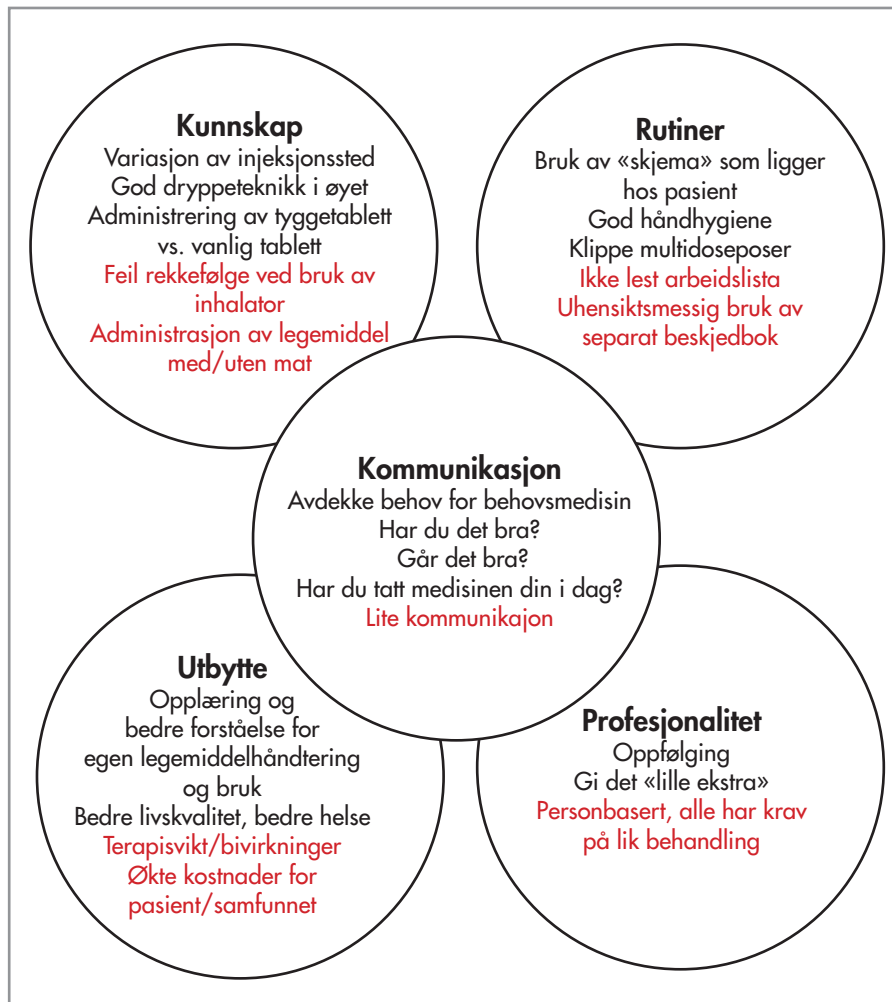 Kunnskap
Variasjon av injeksjonssted
God dryppeteknikk i øyet
Administrering av tyggetablett
vs. vanlig tablett
Feil rekkefølge ved bruk av
inhalator
Administrasjon av legemiddel
med/uten mat
Rutiner
Bruk av «skjema» som ligger
hos pasient
God håndhygiene
Klippe multidoseposer
Ikke lest arbeidslista
Uhensiktsmessig bruk av
separat beskjedbok
Kommunikasjon
Avdekke behov for behovsmedisin
Har du det bra?
Går det bra?
Har du tatt medisinen din i dag?
Lite kommunikajon
Utbytte
Opplæring og
bedre forståelse for
egen legemiddelhåndtering
og bruk
Bedre livskvalitet, bedre helse
Terapisvikt/bivirkninger
Økte kostnader for
pasient/samfunnet
Profesjonalitet
Oppfølging
Gi det «lille ekstra»
Personbasert, alle har krav
på lik behandling